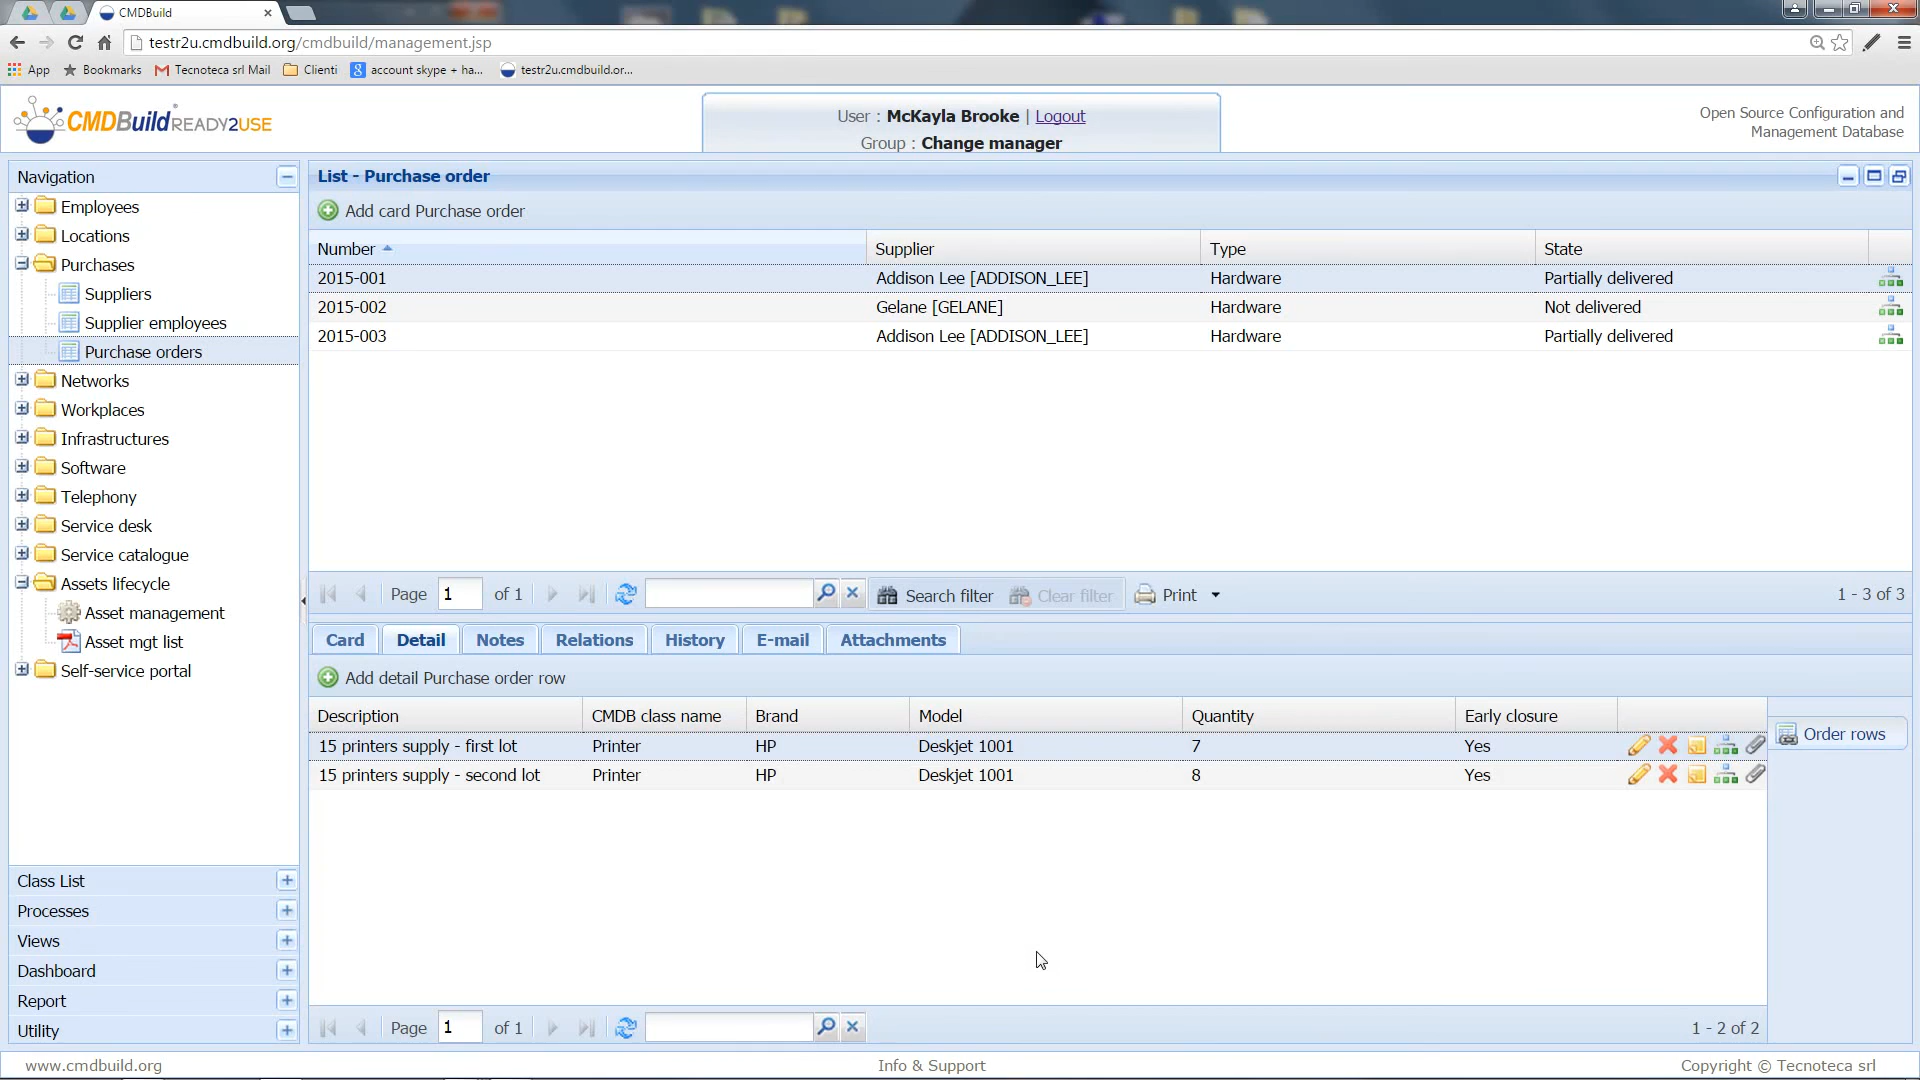 CMDBuild
testr2u.cmdbuild.org/cmdbuild/management.jsp
App Bookmarks Tecnoteca srl Mail Clienti account skype + ha... testr2u.cmdbuild.or...
CMDBuild READY2USE
User : McKayla Brooke | Logout
Group : Change manager
Open Source Configuration and
Management Database
Navigation
Employees
Locations
Purchases
Suppliers
Supplier employees
Purchase orders
Networks
Workplaces
Infrastructures
Software
Telephony
Service desk
Service catalogue
Assets lifecycle
Asset management
Asset mgt list
Self-service portal
Class List
Processes
Views
Dashboard
Report
Utility
List - Purchase order
Add card Purchase order
Number Supplier Type State
2015-001 Addison Lee [ADDISON_LEE] Hardware Partially delivered
2015-002 Gelane [GELANE] Hardware Not delivered
2015-003 Addison Lee [ADDISON_LEE] Hardware Partially delivered
Page 1 of 1 Search filter Clear filter Print 1 - 3 of 3
Card Detail Notes Relations History E-mail Attachments
Add detail Purchase order row
Description CMDB class name Brand Model Quantity Early closure
15 printers supply - first lot Printer HP Deskjet 1001 7 Yes
15 printers supply - second lot Printer HP Deskjet 1001 8 Yes
Order rows
Page 1 of 1 1 - 2 of 2
www.cmdbuild.org Info & Support Copyright © Tecnoteca srl